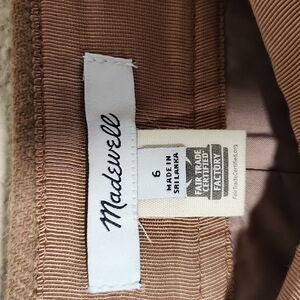 Madewell
6
MADE IN
SRI LANKA
FAIR TRADE
CERTIFIED
FACTORY
FairTradeCertified.org